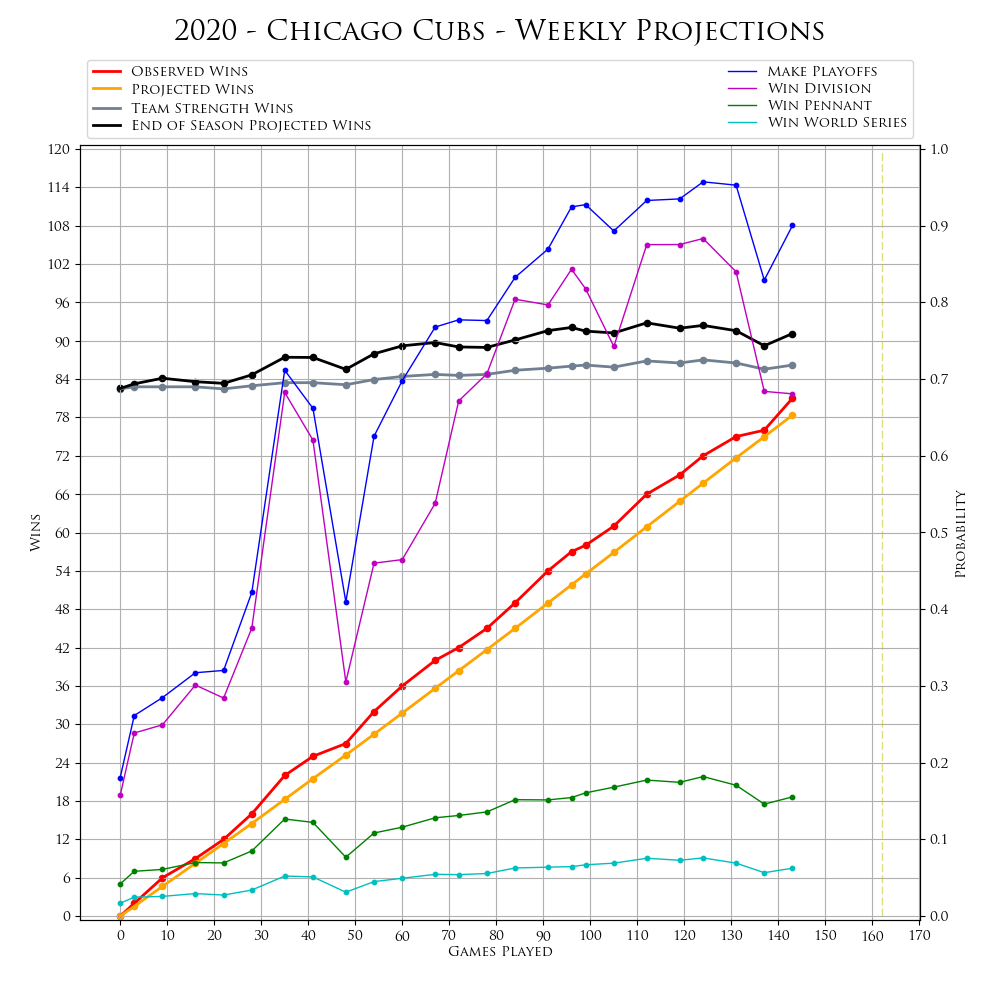 2020 - Chicago Cubs - Weekly Projections
Observed Wins
Projected Wins
Team Strength Wins
End of Season Projected Wins
Make Playoffs
Win Division
Win Pennant
Win World Series
120
114
108
102
96
90
84
78
72
66
60
54
48
42
36
30
24
18
12
6
0
Wins
1.0
0.9
0.8
0.7
0.6
0.5
0.4
0.3
0.2
0.1
0.0
Probability
0 10 20 30 40 50 60 70 80 90 100 110 120 130 140 150 160 170
Games Played